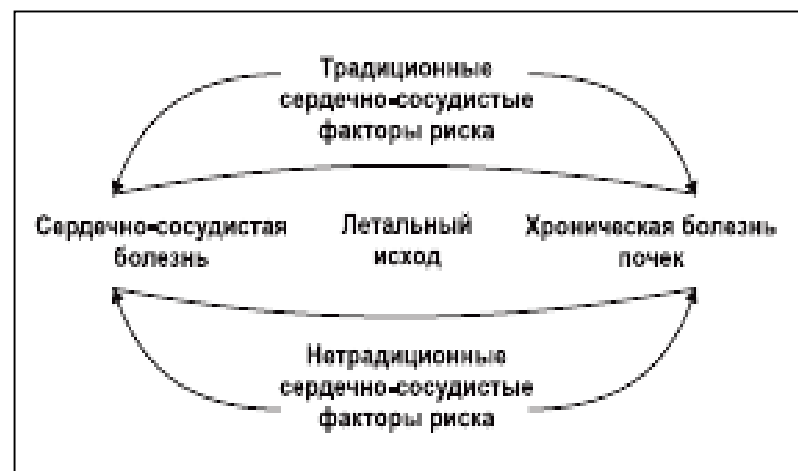 Традиционные
сердечно-сосудистые
факторы риска
Сердечно-сосудистая
болезнь
Летальный
исход
Хроническая болезнь
почек
Нетрадиционные
сердечно-сосудистые
факторы риска